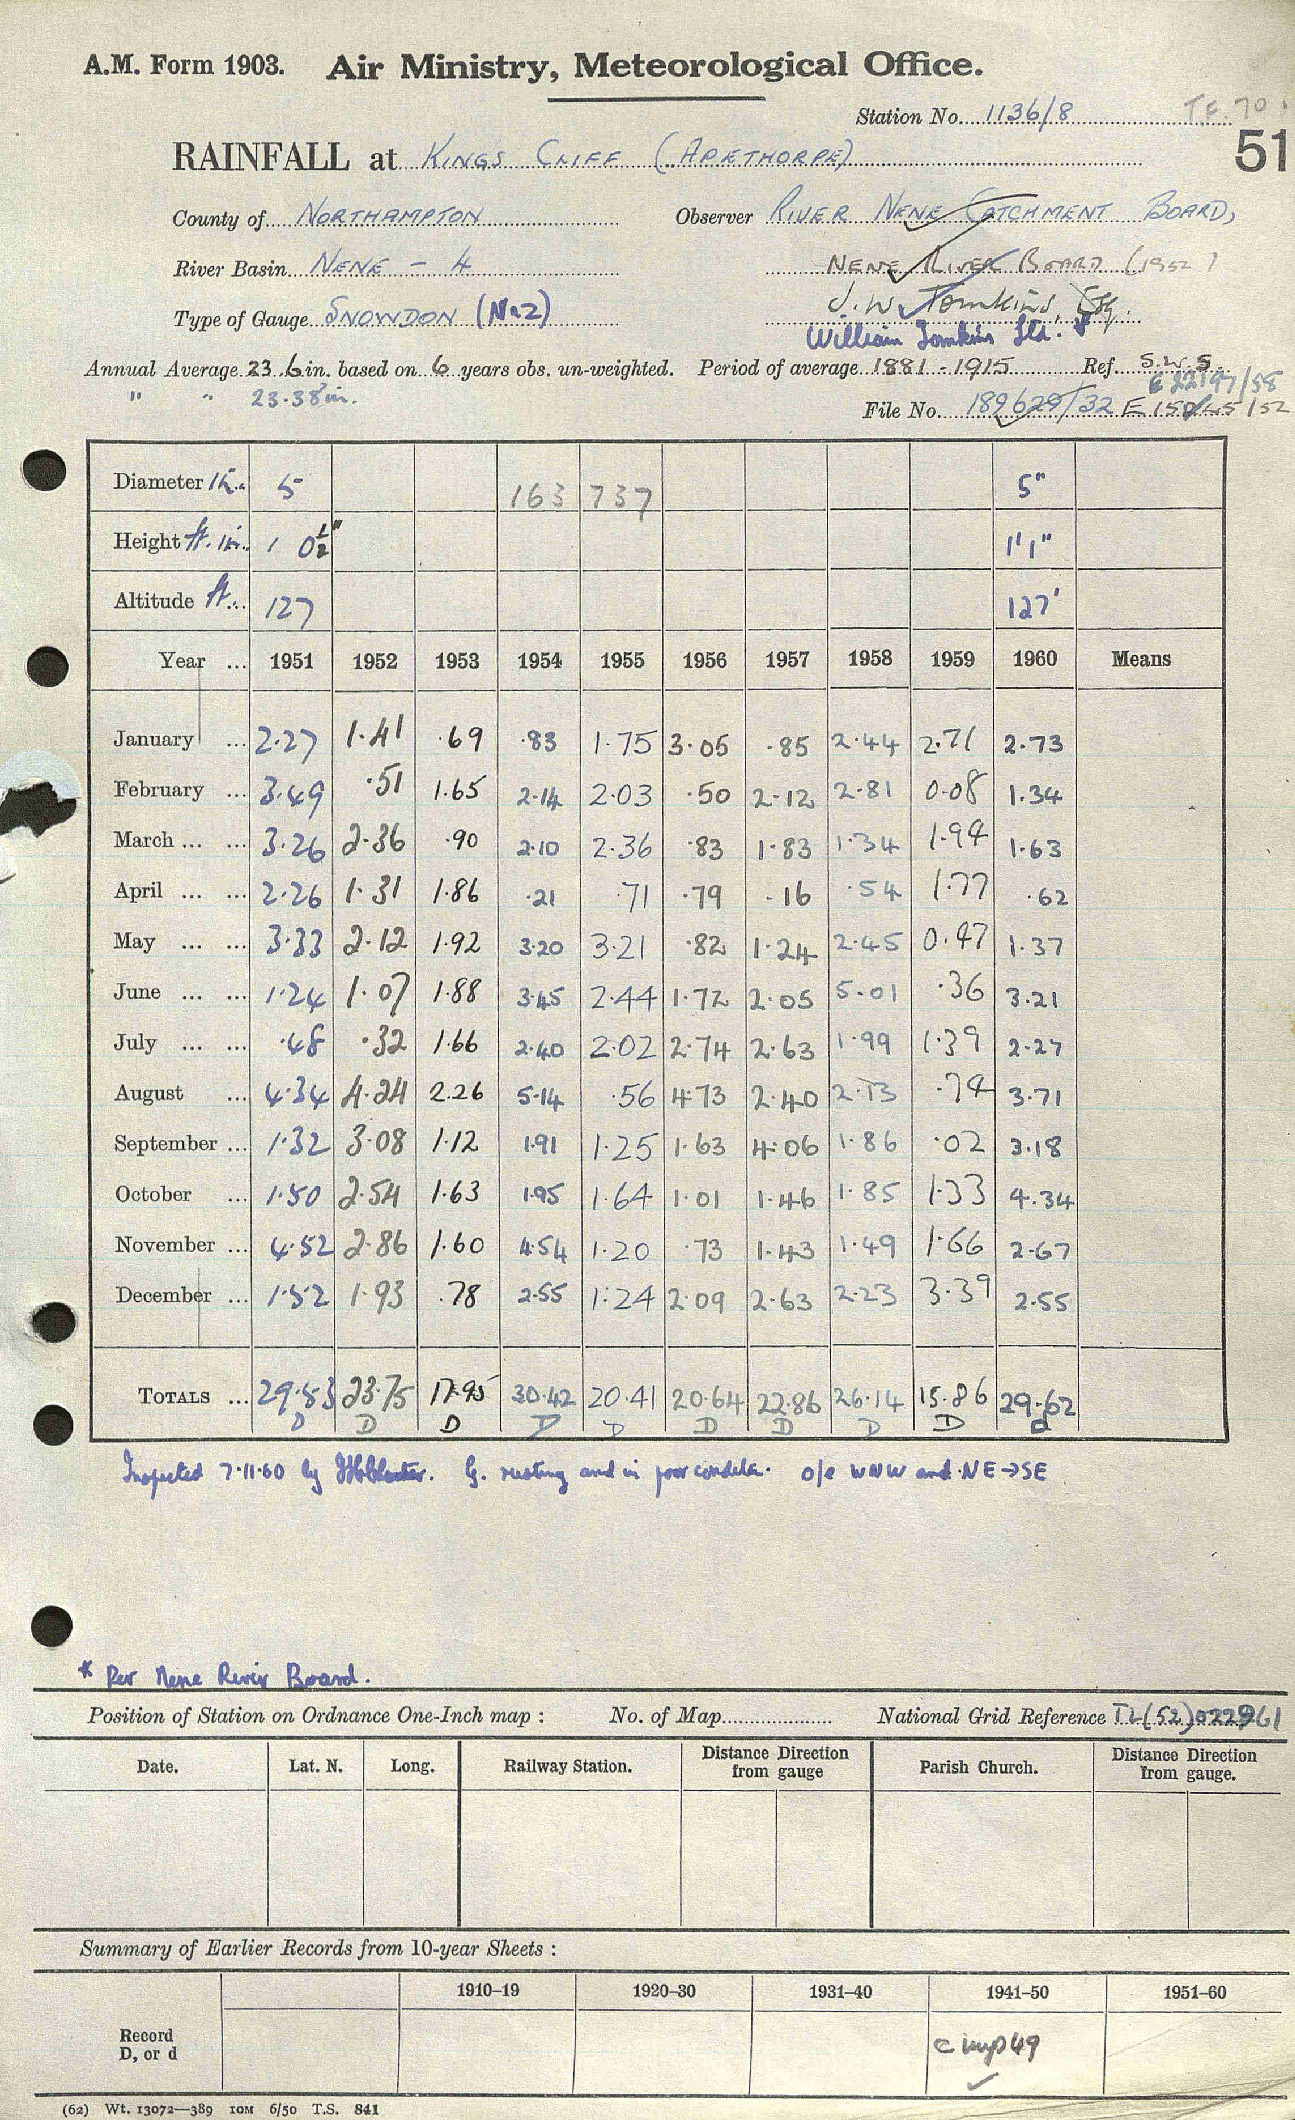 A.M. Form 1903. Air Ministry, Meteorological Office.
Station No. 1136/8 TF. 70
RAINFALL at KINGS CLIFF (APETHORPE) 51
County of NORTHAMPTON Observer RIVER NENE CATCHMENT BOARD,
River Basin NENE - 4 NENE RIVER BOARD (1952)
Type of Gauge SNOWDON (No2) J. W. Tomkins, Esq.
William Tomkins Ltd. *
Annual Average 23.6 in. based on 6 years obs. un-weighted. Period of average 1881-1915 Ref. S.W.S.
" " 23.38 in.
File No. 189629/32 E
Diameter in. 5 163 737 5"
Height ft. in. 1 0½" 1'1"
Altitude ft. 127 127'
Year ... 1951 1952 1953 1954 1955 1956 1957 1958 1959 1960 Means
January ... 2.27 1.41 .69 .83 1.75 3.05 .85 2.44 2.71 2.73
February ... 3.49 .51 1.65 2.14 2.03 .50 2.12 2.81 0.08 1.34
March ... ... 3.26 2.36 .90 2.10 2.36 .83 1.83 1.34 1.94 1.63
April ... ... 2.26 1.31 1.86 .21 .71 .79 .16 .54 1.77 .62
May ... ... 3.33 2.12 1.92 3.20 3.21 .82 1.24 2.45 0.47 1.37
June ... ... 1.24 1.07 1.88 3.45 2.44 1.72 2.05 5.01 .36 3.21
July ... ... .48 .32 1.66 2.40 2.02 2.74 2.63 1.99 1.39 2.27
August ... 4.34 4.24 2.26 5.14 .56 4.73 2.40 2.13 .74 3.71
September ... 1.32 3.08 1.12 1.91 1.25 1.63 4.06 1.86 .02 3.18
October ... 1.50 2.54 1.63 1.95 1.64 1.01 1.46 1.85 1.33 4.34
November ... 4.52 2.86 1.60 4.54 1.20 .73 1.43 1.49 1.66 2.67
December ... 1.52 1.93 .78 2.55 1.24 2.09 2.63 2.23 3.39 2.55
TOTALS ... 29.53 23.75 17.95 30.42 20.41 20.64 22.86 26.14 15.86 29.62
D D D D D D D D D d
Inspected 7.11.60 by G. rusting and in poor conditn. o/e WNW and NE→SE
* Per Nene River Board.
Position of Station on Ordnance One-Inch map : No. of Map National Grid Reference TL(52)022961
Date. Lat. N. Long. Railway Station. Distance from gauge Direction Parish Church. Distance from gauge. Direction
Summary of Earlier Records from 10-year Sheets :
1910–19 1920–30 1931–40 1941–50 1951–60
Record
D, or d c imp 49
(62) Wt. 13072—389 10M 6/50 T.S. 841